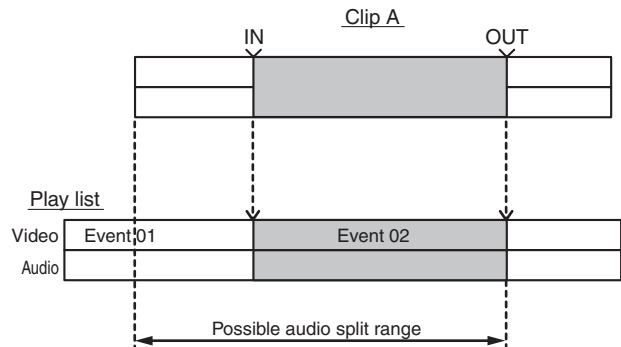 Clip A
IN OUT
Play list
Video Event 01 Event 02
Audio
Possible audio split range